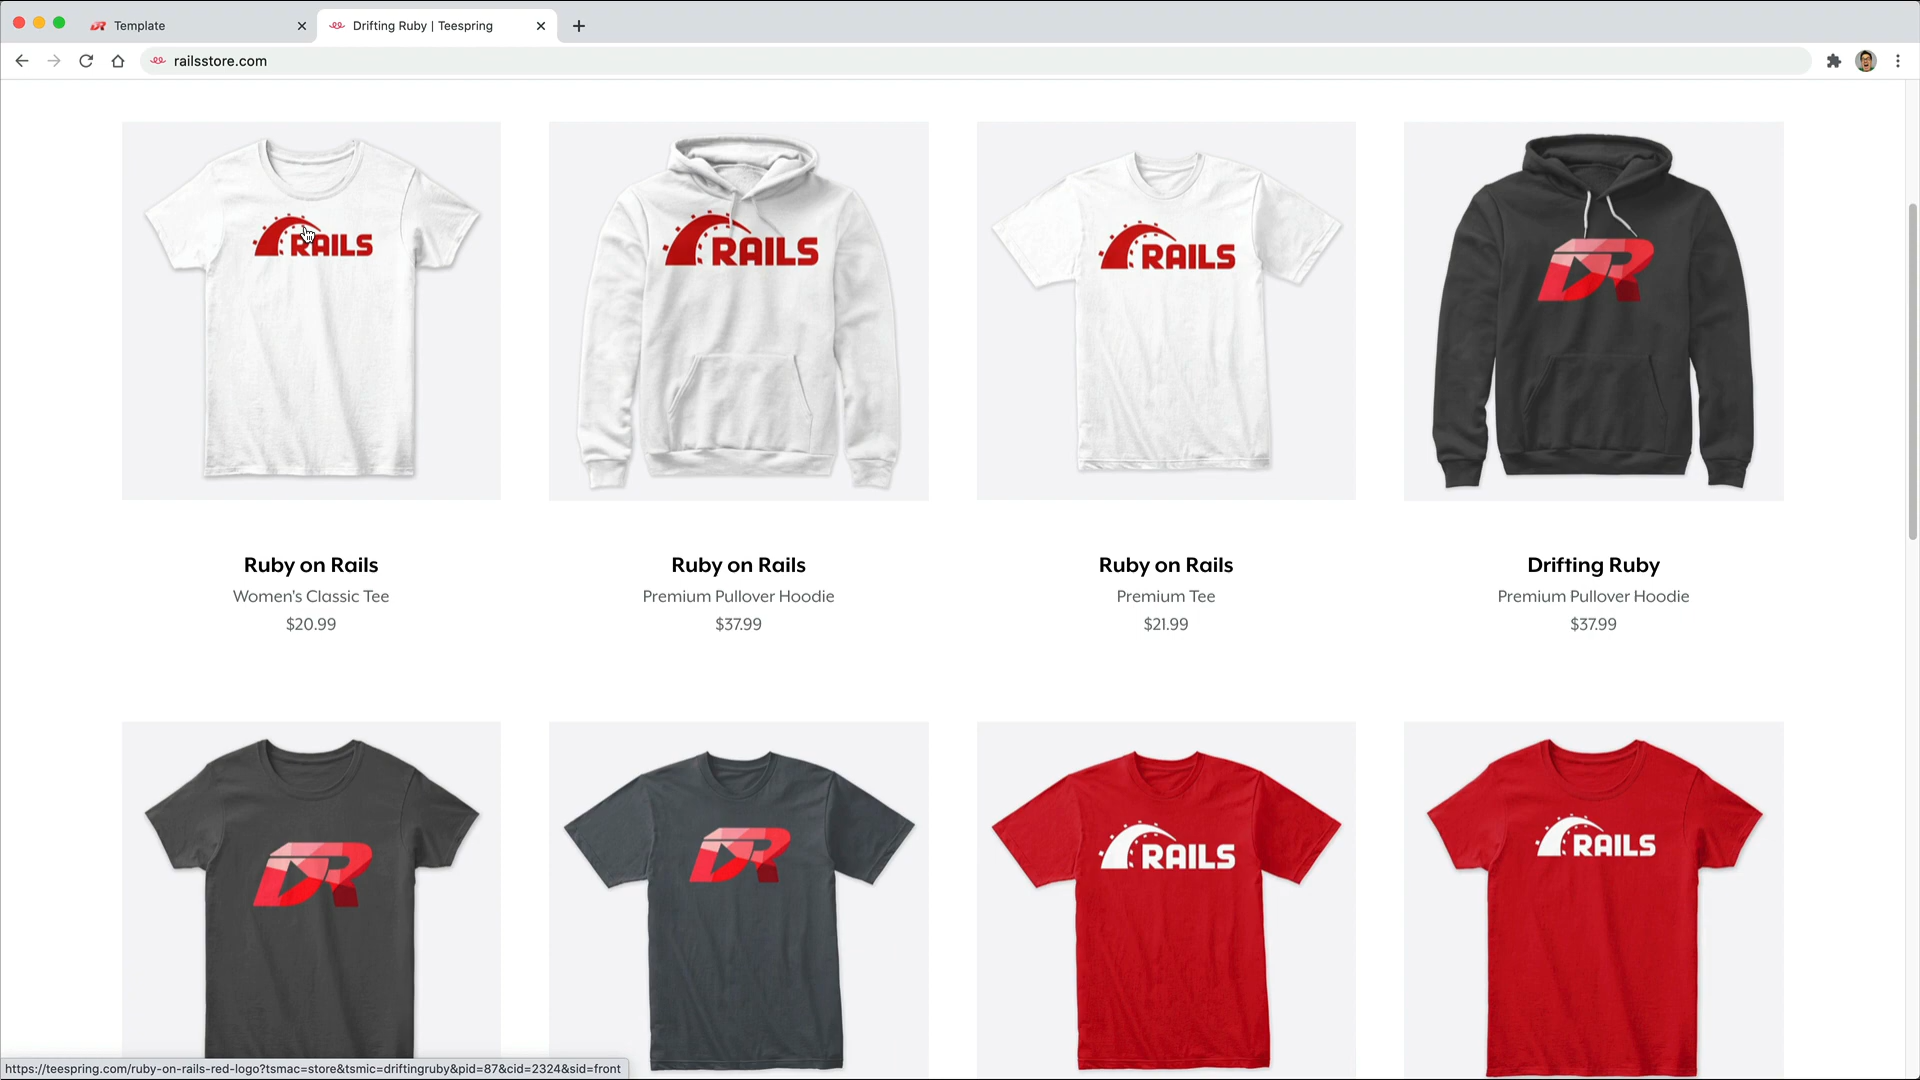 Template
Drifting Ruby | Teespring
railsstore.com
RAILS
RAILS
RAILS
DR
Ruby on Rails
Women's Classic Tee
$20.99
Ruby on Rails
Premium Pullover Hoodie
$37.99
Ruby on Rails
Premium Tee
$21.99
Drifting Ruby
Premium Pullover Hoodie
$37.99
DR
DR
RAILS
RAILS
https://teespring.com/ruby-on-rails-red-logo?tsmac=store&tsmic=driftingruby&pid=87&cid=2324&sid=front